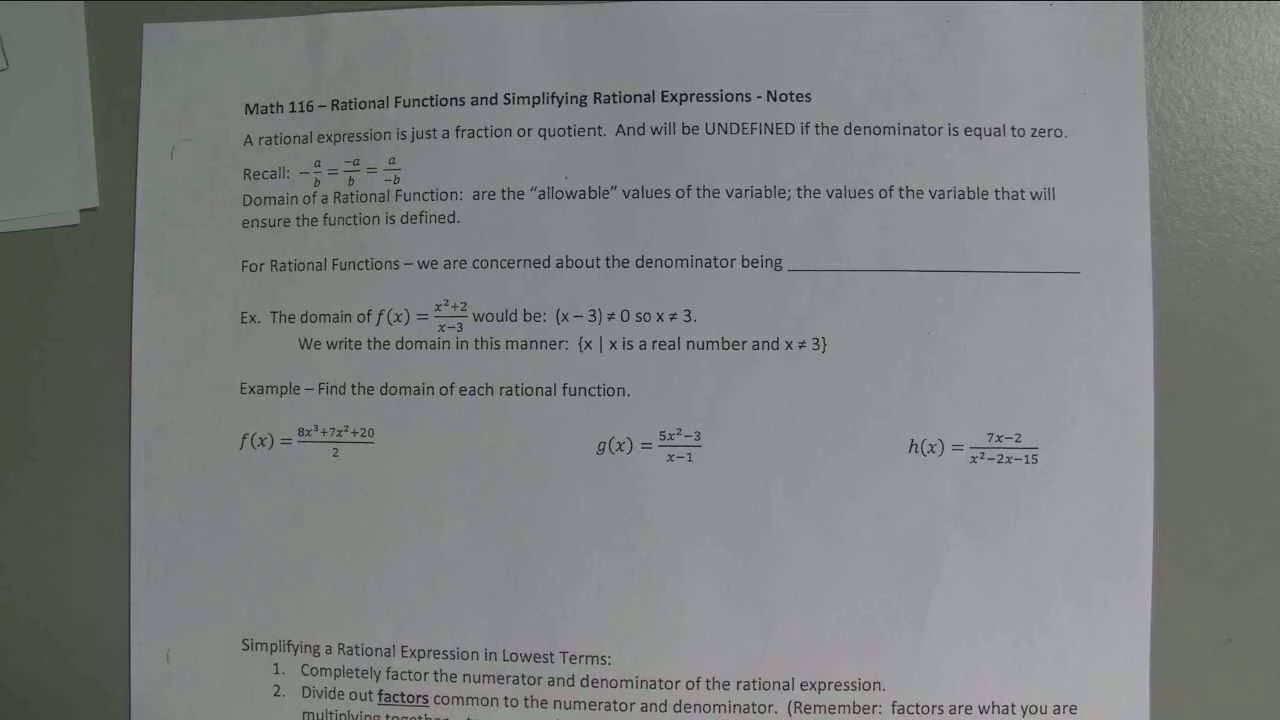 Math 116 – Rational Functions and Simplifying Rational Expressions - Notes
A rational expression is just a fraction or quotient. And will be UNDEFINED if the denominator is equal to zero.
Recall: −a/b = −a/b = a/−b
Domain of a Rational Function: are the “allowable” values of the variable; the values of the variable that will
ensure the function is defined.
For Rational Functions – we are concerned about the denominator being ______________________________
Ex. The domain of f(x) = x²+2/x−3 would be: (x – 3) ≠ 0 so x ≠ 3.
We write the domain in this manner: {x | x is a real number and x ≠ 3}
Example – Find the domain of each rational function.
f(x) = 8x³+7x²+20/2 g(x) = 5x²−3/x−1 h(x) = 7x−2/x²−2x−15
Simplifying a Rational Expression in Lowest Terms:
1. Completely factor the numerator and denominator of the rational expression.
2. Divide out factors common to the numerator and denominator. (Remember: factors are what you are
multiplying together